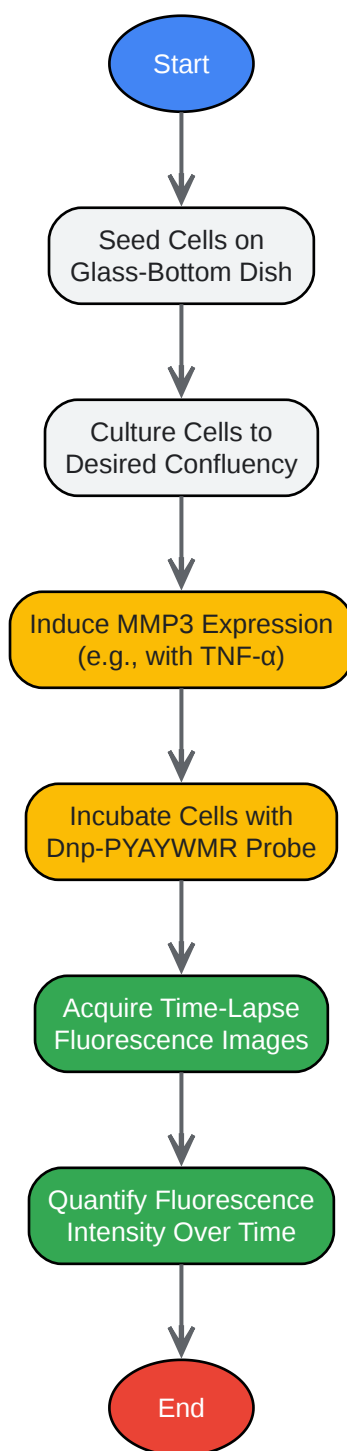 Start
Seed Cells on
Glass-Bottom Dish
Culture Cells to
Desired Confluency
Induce MMP3 Expression
(e.g., with TNF-α)
Incubate Cells with
Dnp-PYAYWMR Probe
Acquire Time-Lapse
Fluorescence Images
Quantify Fluorescence
Intensity Over Time
End